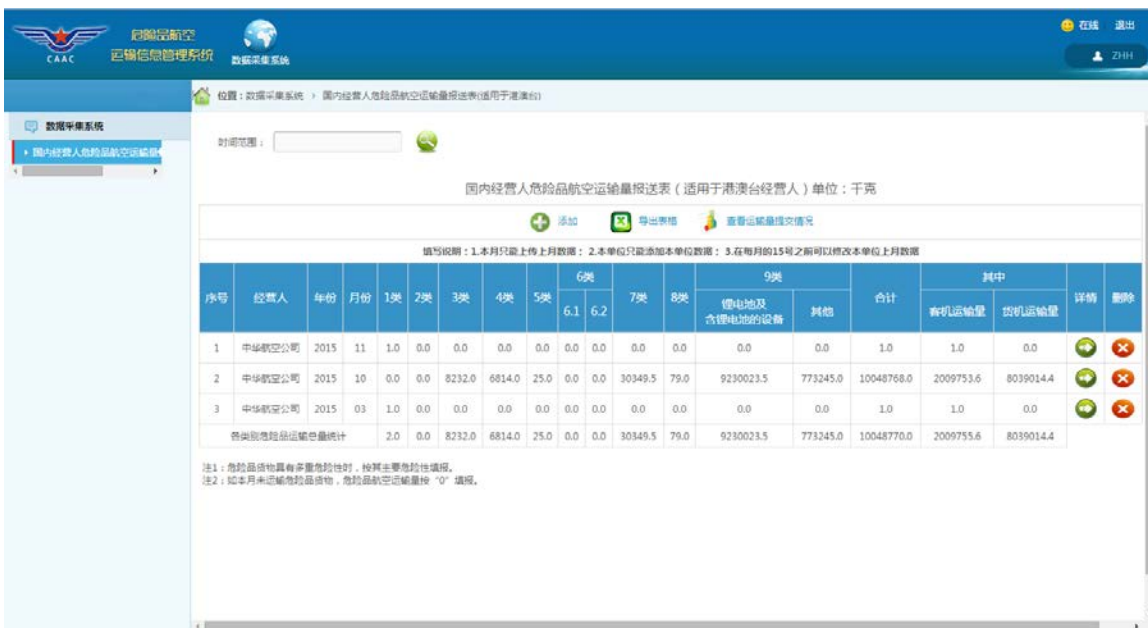 CAAC
危险品航空
运输信息管理系统
数据采集系统
在线 退出
ZHH
位置：数据采集系统 > 国内经营人危险品航空运输量报送表(适用于港澳台)
数据采集系统
国内经营人危险品航空运输量
时间范围：
国内经营人危险品航空运输量报送表（适用于港澳台经营人）单位：千克
添加 导出表格 查看运输量提交情况
填写说明：1.本月只能上传上月数据； 2.本单位只能添加本单位数据； 3.在每月的15号之前可以修改本单位上月数据
序号 经营人 年份 月份 1类 2类 3类 4类 5类 6类 7类 8类 9类 合计 其中 详情 删除
6.1 6.2 锂电池及含锂电池的设备 其他 客机运输量 货机运输量
1 中华航空公司 2015 11 1.0 0.0 0.0 0.0 0.0 0.0 0.0 0.0 0.0 0.0 0.0 1.0 1.0 0.0
2 中华航空公司 2015 10 0.0 0.0 8232.0 6814.0 25.0 0.0 0.0 30349.5 79.0 9230023.5 773245.0 10048768.0 2009753.6 8039014.4
3 中华航空公司 2015 03 1.0 0.0 0.0 0.0 0.0 0.0 0.0 0.0 0.0 0.0 0.0 1.0 1.0 0.0
各类别危险品运输总量统计 2.0 0.0 8232.0 6814.0 25.0 0.0 0.0 30349.5 79.0 9230023.5 773245.0 10048770.0 2009755.6 8039014.4
注1：危险品货物具有多重危险性时，按其主要危险性填报。
注2：如本月未运输危险品货物，危险品航空运输量按“0”填报。